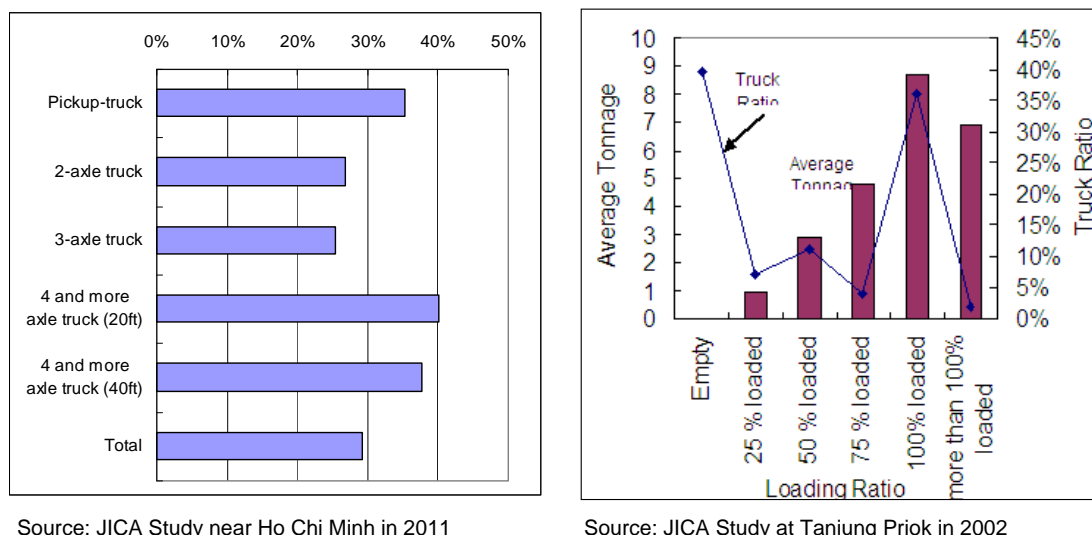 0% 10% 20% 30% 40% 50%
Pickup-truck
2-axle truck
3-axle truck
4 and more
axle truck (20ft)
4 and more
axle truck (40ft)
Total
Source: JICA Study near Ho Chi Minh in 2011
10
9
8
7
6
5
4
3
2
1
0
Average Tonnage
Truck
Ratio
Average
Tonnag
45%
40%
35%
30%
25%
20%
15%
10%
5%
0%
Truck Ratio
Empty
25 % loaded
50 % loaded
75 % loaded
100% loaded
more than 100%
loaded
Loading Ratio
Source: JICA Study at Tanjung Priok in 2002